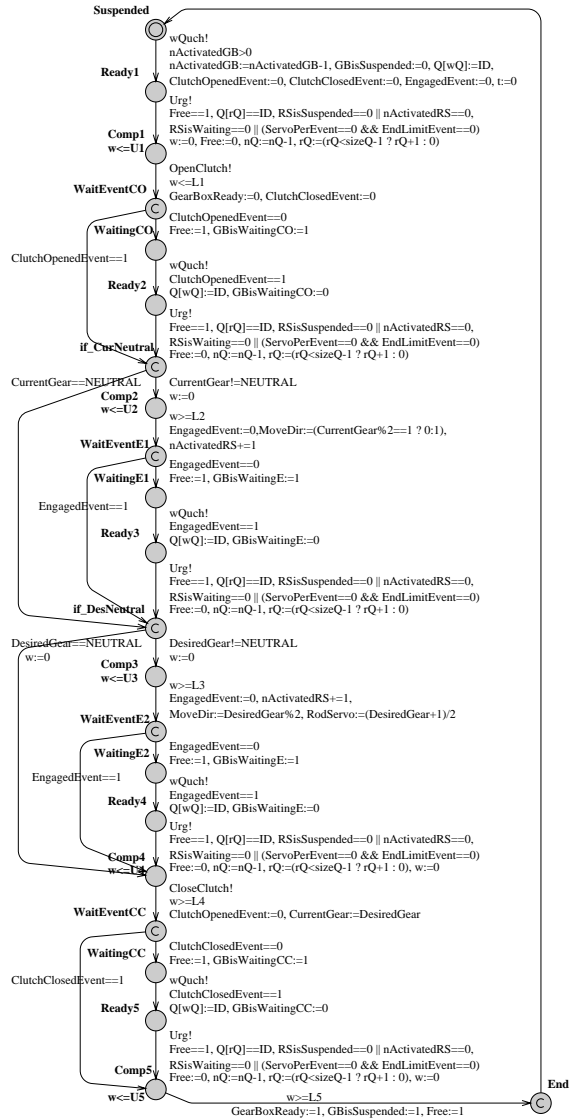 Suspended
wQuch!
nActivatedGB>0
nActivatedGB:=nActivatedGB-1, GBisSuspended:=0, Q[wQ]:=ID,
ClutchOpenedEvent:=0, ClutchClosedEvent:=0, EngagedEvent:=0, t:=0
Ready1
Urg!
Free==1, Q[rQ]==ID, RSisSuspended==0 || nActivatedRS==0,
RSisWaiting==0 || (ServoPerEvent==0 && EndLimitEvent==0)
w:=0, Free:=0, nQ:=nQ-1, rQ:=(rQ<sizeQ-1 ? rQ+1 : 0)
Comp1
w<=U1
OpenClutch!
w<=L1
GearBoxReady:=0, ClutchClosedEvent:=0
WaitEventCO
C
ClutchOpenedEvent==0
Free:=1, GBisWaitingCO:=1
WaitingCO
ClutchOpenedEvent==1
wQuch!
ClutchOpenedEvent==1
Q[wQ]:=ID, GBisWaitingCO:=0
Ready2
Urg!
Free==1, Q[rQ]==ID, RSisSuspended==0 || nActivatedRS==0,
RSisWaiting==0 || (ServoPerEvent==0 && EndLimitEvent==0)
Free:=0, nQ:=nQ-1, rQ:=(rQ<sizeQ-1 ? rQ+1 : 0)
if_CurNeutral
C
CurrentGear==NEUTRAL
CurrentGear!=NEUTRAL
w:=0
Comp2
w<=U2
w>=L2
EngagedEvent:=0,MoveDir:=(CurrentGear%2==1 ? 0:1),
nActivatedRS+=1
WaitEventE1
C
EngagedEvent==0
Free:=1, GBisWaitingE:=1
WaitingE1
EngagedEvent==1
wQuch!
EngagedEvent==1
Q[wQ]:=ID, GBisWaitingE:=0
Ready3
Urg!
Free==1, Q[rQ]==ID, RSisSuspended==0 || nActivatedRS==0,
RSisWaiting==0 || (ServoPerEvent==0 && EndLimitEvent==0)
Free:=0, nQ:=nQ-1, rQ:=(rQ<sizeQ-1 ? rQ+1 : 0)
if_DesNeutral
C
DesiredGear==NEUTRAL
w:=0
DesiredGear!=NEUTRAL
w:=0
Comp3
w<=U3
w>=L3
EngagedEvent:=0, nActivatedRS+=1,
MoveDir:=DesiredGear%2, RodServo:=(DesiredGear+1)/2
WaitEventE2
C
EngagedEvent==0
Free:=1, GBisWaitingE:=1
WaitingE2
EngagedEvent==1
wQuch!
EngagedEvent==1
Q[wQ]:=ID, GBisWaitingE:=0
Ready4
Urg!
Free==1, Q[rQ]==ID, RSisSuspended==0 || nActivatedRS==0,
RSisWaiting==0 || (ServoPerEvent==0 && EndLimitEvent==0)
Free:=0, nQ:=nQ-1, rQ:=(rQ<sizeQ-1 ? rQ+1 : 0), w:=0
Comp4
w<=U4
CloseClutch!
w>=L4
ClutchOpenedEvent:=0, CurrentGear:=DesiredGear
WaitEventCC
C
ClutchClosedEvent==0
Free:=1, GBisWaitingCC:=1
WaitingCC
ClutchClosedEvent==1
wQuch!
ClutchClosedEvent==1
Q[wQ]:=ID, GBisWaitingCC:=0
Ready5
Urg!
Free==1, Q[rQ]==ID, RSisSuspended==0 || nActivatedRS==0,
RSisWaiting==0 || (ServoPerEvent==0 && EndLimitEvent==0)
Free:=0, nQ:=nQ-1, rQ:=(rQ<sizeQ-1 ? rQ+1 : 0), w:=0
Comp5
w<=U5
w>=L5
GearBoxReady:=1, GBisSuspended:=1, Free:=1
End
C